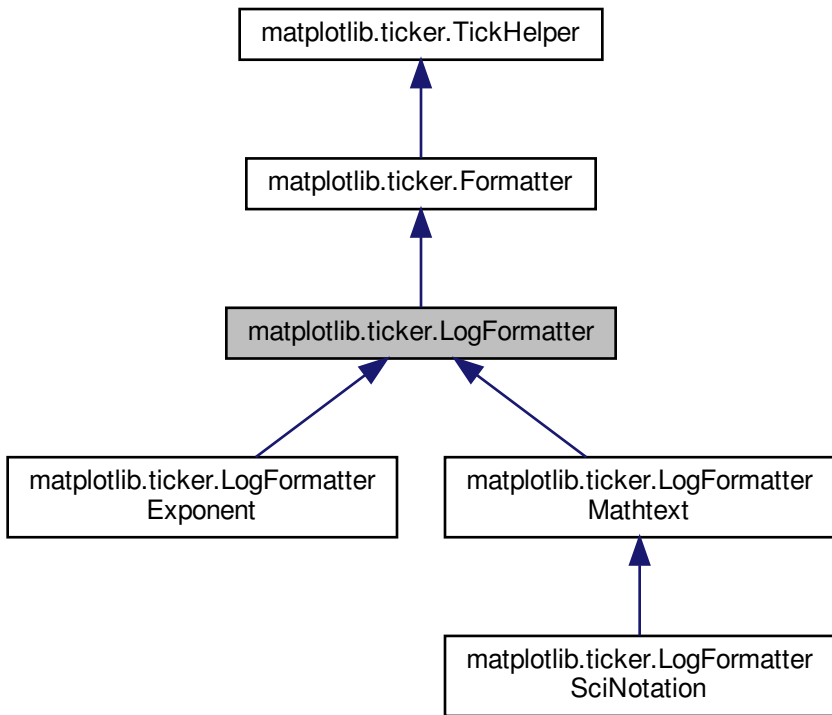 matplotlib.ticker.TickHelper
matplotlib.ticker.Formatter
matplotlib.ticker.LogFormatter
matplotlib.ticker.LogFormatter
Exponent
matplotlib.ticker.LogFormatter
Mathtext
matplotlib.ticker.LogFormatter
SciNotation